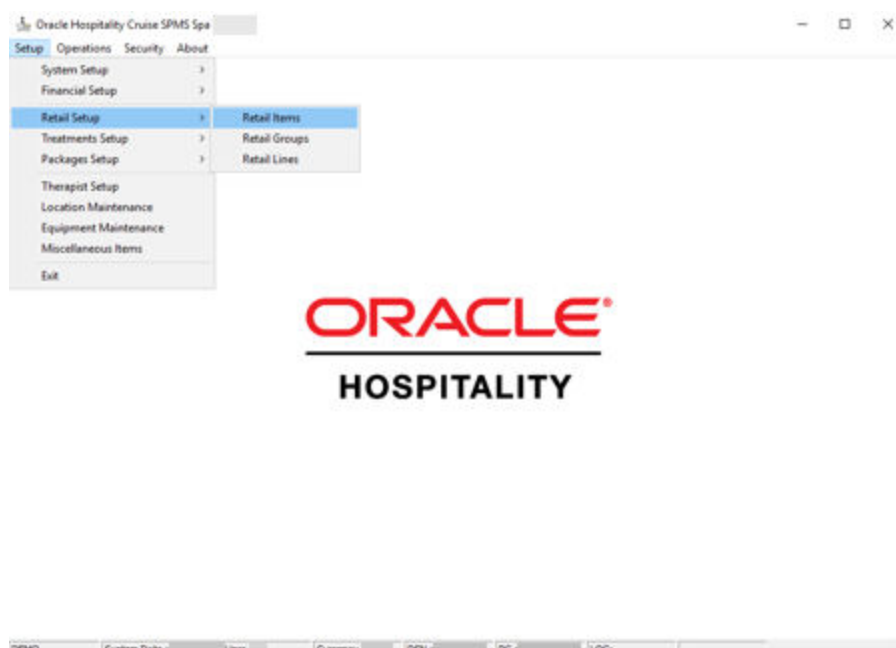 Oracle Hospitality Cruise SPMS Spa
Setup Operations Security About
System Setup
Financial Setup
Retail Setup
Treatments Setup
Packages Setup
Therapist Setup
Location Maintenance
Equipment Maintenance
Miscellaneous Items
Exit
Retail Items
Retail Groups
Retail Lines
ORACLE
HOSPITALITY